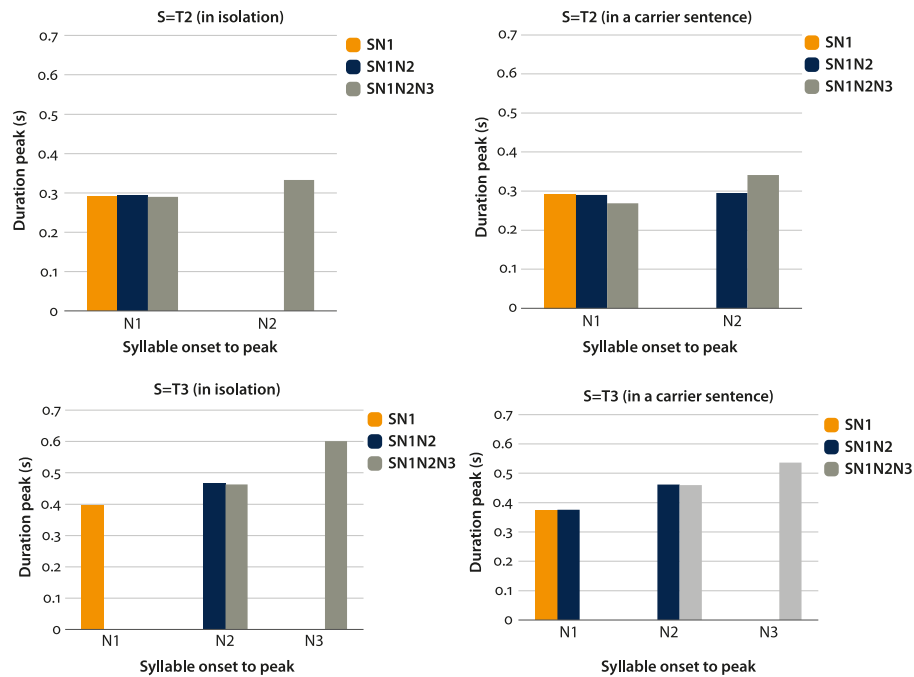 S=T2 (in isolation)
0.7
0.6
0.5
0.4
0.3
0.2
0.1
0
Duration peak (s)
N1 N2
Syllable onset to peak
SN1
SN1N2
SN1N2N3
S=T2 (in a carrier sentence)
0.7
0.6
0.5
0.4
0.3
0.2
0.1
0
Duration peak (s)
N1 N2
Syllable onset to peak
SN1
SN1N2
SN1N2N3
S=T3 (in isolation)
0.7
0.6
0.5
0.4
0.3
0.2
0.1
0
Duration peak (s)
N1 N2 N3
Syllable onset to peak
SN1
SN1N2
SN1N2N3
S=T3 (in a carrier sentence)
0.7
0.6
0.5
0.4
0.3
0.2
0.1
0
Duration peak (s)
N1 N2 N3
Syllable onset to peak
SN1
SN1N2
SN1N2N3